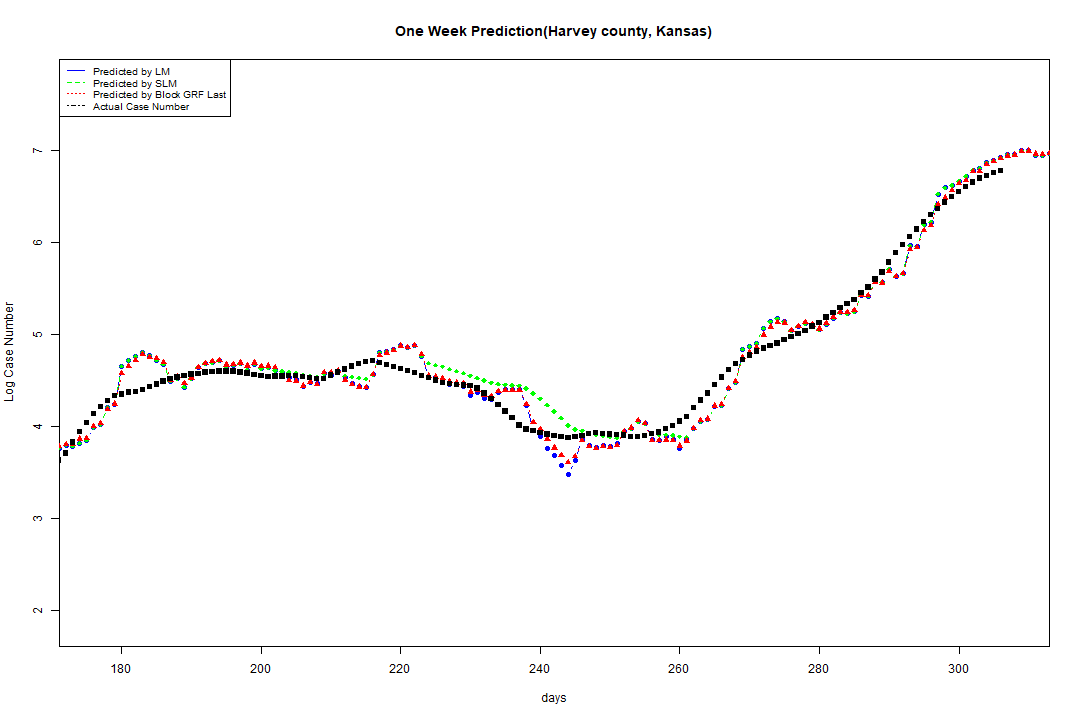 One Week Prediction(Harvey county, Kansas)
Predicted by LM
Predicted by SLM
Predicted by Block GRF Last
Actual Case Number
7
6
5
4
3
2
Log Case Number
180 200 220 240 260 280 300
days